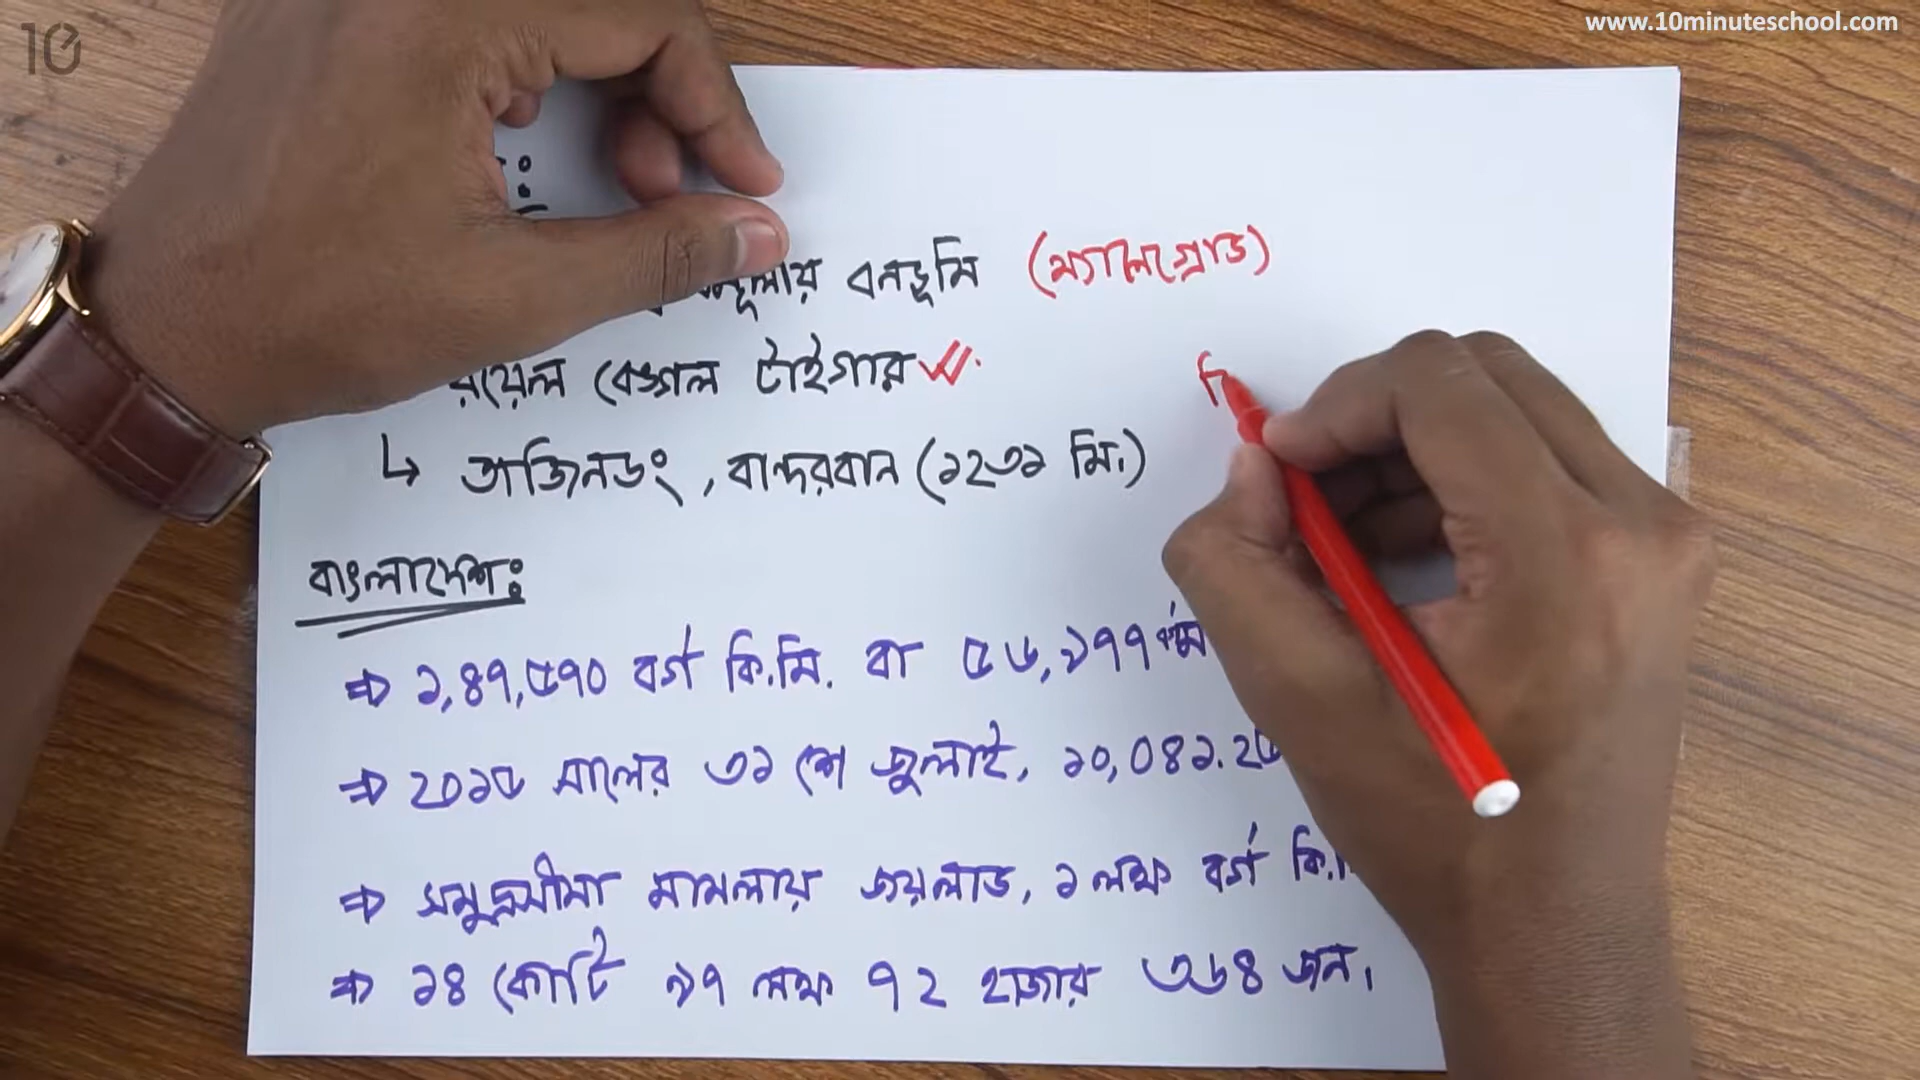 www.10minuteschool.com
10
বনভূমি (ম্যানগ্রোভ)
রয়েল বেঙ্গল টাইগার
↳ তাজিনডং, বান্দরবান (১২৩১ মি.)
বাংলাদেশঃ
⇒ ১,৪৭,৫৭০ বর্গ কি.মি. বা ৫৬,৯৭৭
⇒ ২০১৫ সালের ৩১ শে জুলাই, ১০,০৪১.২৫
⇒ সমুদ্রসীমা মামলায় জয়লাভ, ১ লক্ষ বর্গ কি.
⇒ ১৪ কোটি ৯৭ লক্ষ ৭২ হাজার ৩৬৪ জন।